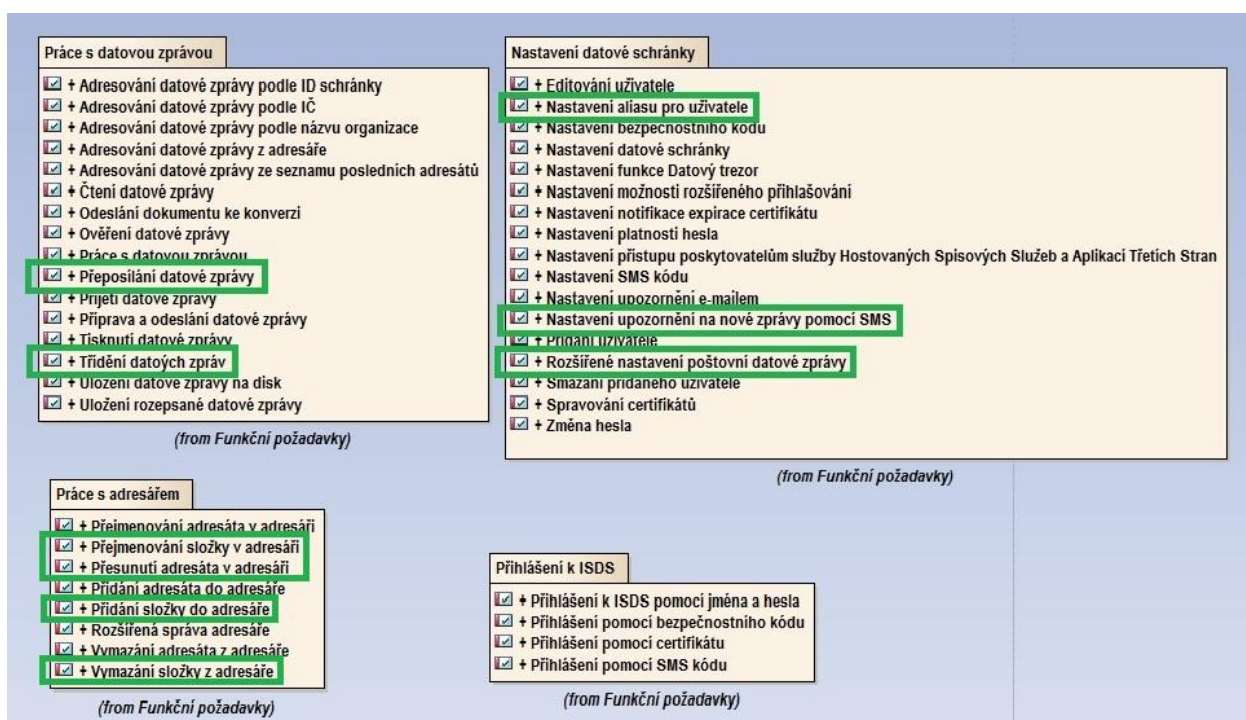 Práce s datovou zprávou
+ Adresování datové zprávy podle ID schránky
+ Adresování datové zprávy podle IČ
+ Adresování datové zprávy podle názvu organizace
+ Adresování datové zprávy z adresáře
+ Adresování datové zprávy ze seznamu posledních adresátů
+ Čtení datové zprávy
+ Odeslání dokumentu ke konverzi
+ Ověření datové zprávy
+ Práce s datovou zprávou
+ Přeposílání datové zprávy
+ Přijetí datové zprávy
+ Příprava a odeslání datové zprávy
+ Tisknutí datové zprávy
+ Třídění datoých zpráv
+ Uložení datové zprávy na disk
+ Uložení rozepsané datové zprávy
(from Funkční požadavky)
Nastavení datové schránky
+ Editování uživatele
+ Nastavení aliasu pro uživatele
+ Nastavení bezpečnostního kódu
+ Nastavení datové schránky
+ Nastavení funkce Datový trezor
+ Nastavení možnosti rozšířeného přihlašování
+ Nastavení notifikace expirace certifikátu
+ Nastavení platnosti hesla
+ Nastavení přístupu poskytovatelům služby Hostovaných Spisových Služeb a Aplikací Třetích Stran
+ Nastavení SMS kódu
+ Nastavení upozornění e-mailem
+ Nastavení upozornění na nové zprávy pomocí SMS
+ Přidání uživatele
+ Rozšířené nastavení poštovní datové zprávy
+ Smazání přidaného uživatele
+ Spravování certifikátů
+ Změna hesla
(from Funkční požadavky)
Práce s adresářem
+ Přejmenování adresáta v adresáři
+ Přejmenování složky v adresáři
+ Přesunutí adresáta v adresáři
+ Přidání adresáta do adresáře
+ Přidání složky do adresáře
+ Rozšířená správa adresáře
+ Vymazání adresáta z adresáře
+ Vymazání složky z adresáře
(from Funkční požadavky)
Přihlášení k ISDS
+ Přihlášení k ISDS pomocí jména a hesla
+ Přihlášení pomocí bezpečnostního kódu
+ Přihlášení pomocí certifikátu
+ Přihlášení pomocí SMS kódu
(from Funkční požadavky)